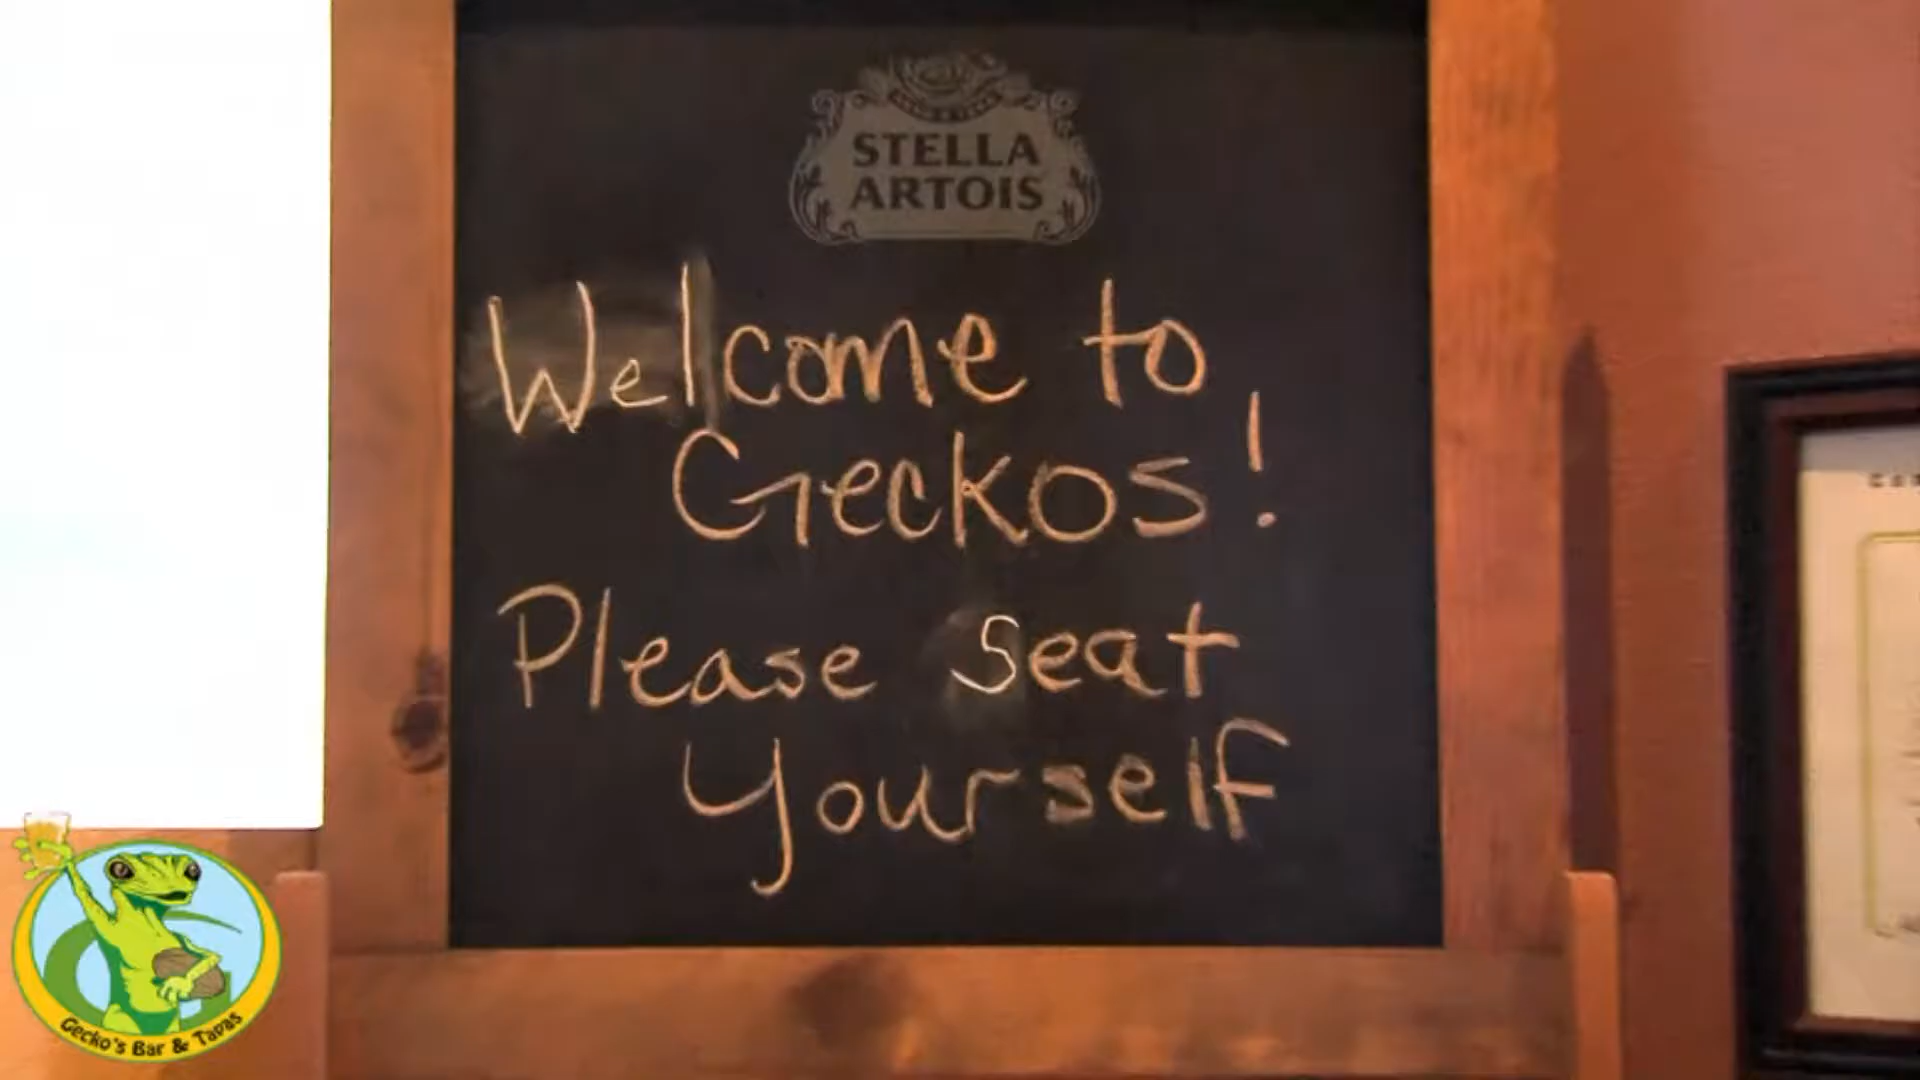 STELLA
ARTOIS
Welcome to
Geckos!
Please Seat
Yourself
Gecko's Bar & Tapas